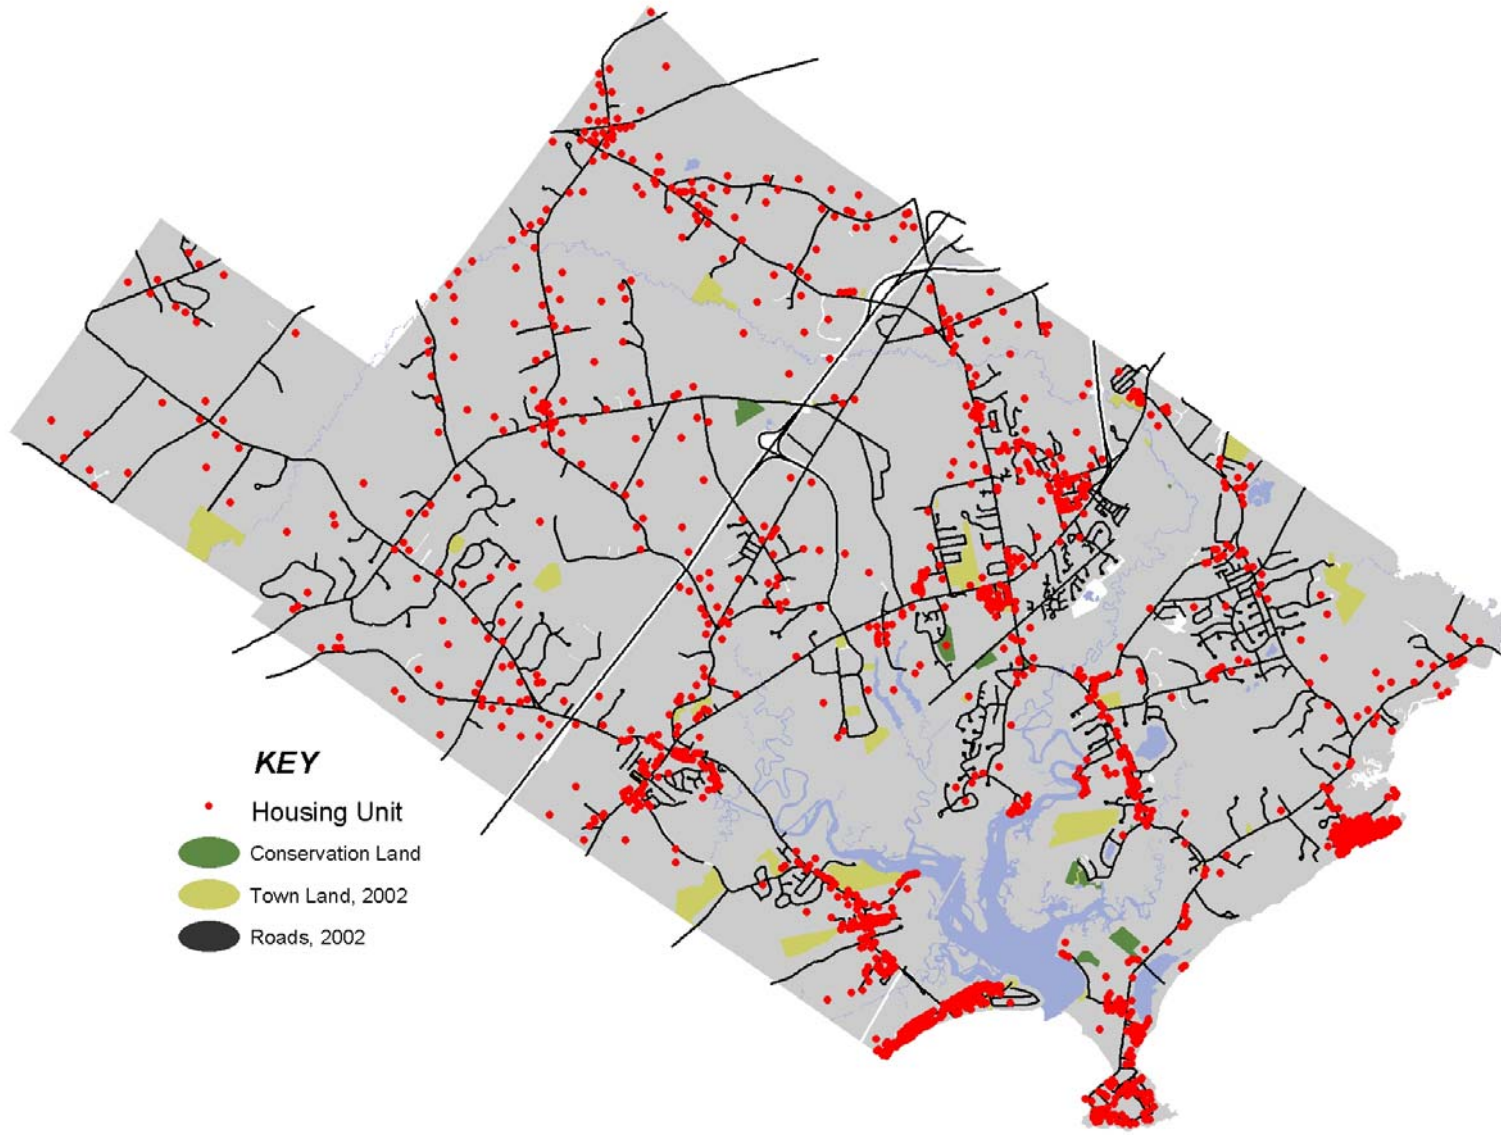 KEY
Housing Unit
Conservation Land
Town Land, 2002
Roads, 2002